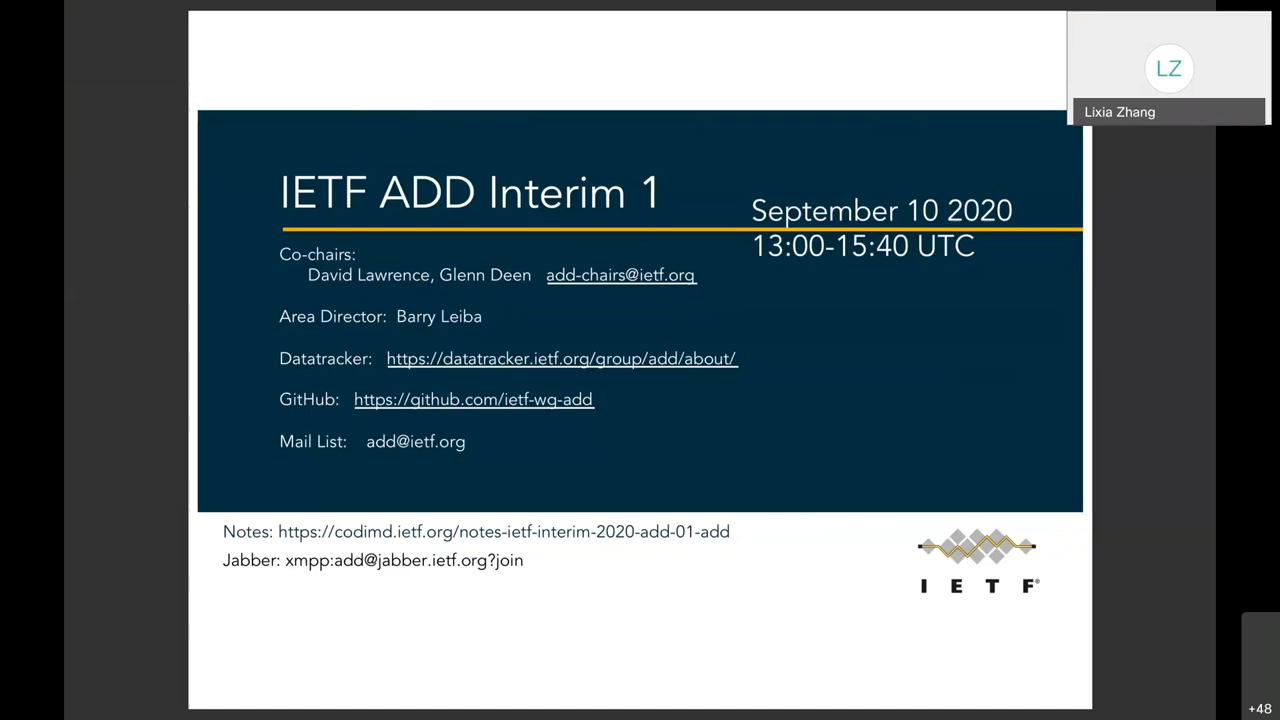 LZ
Lixia Zhang
IETF ADD Interim 1
September 10 2020
13:00-15:40 UTC
Co-chairs:
David Lawrence, Glenn Deen add-chairs@ietf.org
Area Director: Barry Leiba
Datatracker: https://datatracker.ietf.org/group/add/about/
GitHub: https://github.com/ietf-wg-add
Mail List: add@ietf.org
Notes: https://codimd.ietf.org/notes-ietf-interim-2020-add-01-add
Jabber: xmpp:add@jabber.ietf.org?join
I E T F®
+48